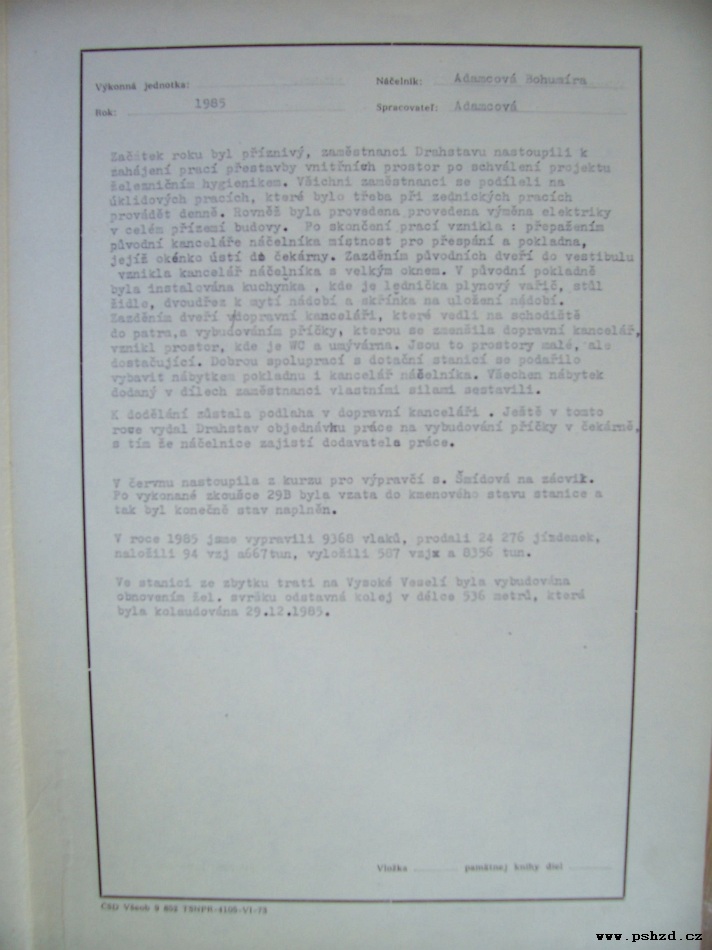 Výkonná jednotka:
Náčelník: Adamcová Bohumíra
Rok: 1985
Spracovateľ: Adamcová
Začátek roku byl příznivý, zaměstnanci Drahstavu nastoupili k
zahájení prací přestavby vnitřních prostor po schválení projektu
železničním hygienikem. Všichni zaměstnanci se podíleli na
úklidových pracích, které bylo třeba při zednických pracích
provádět denně. Rovněž byla provedena provedena výměna elektriky
v celém přízemí budovy. Po skončení prací vznikla : přepažením
původní kanceláře náčelníka místnost pro přespání a pokladna,
jejíž okénko ústí do čekárny. Zazděním původních dveří do vestibulu
vznikla kancelář náčelníka s velkým oknem. V původní pokladně
byla instalována kuchyňka , kde je lednička plynový vařič, stůl
židle, dvoudřez k mytí nádobí a skříňka na uložení nádobí.
Zazděním dveří v dopravní kanceláři, které vedli na schodiště
do patra, a vybudováním příčky, kterou se zmenšila dopravní kancelář,
vznikl prostor, kde je WC a umývárna. Jsou to prostory malé, ale
dostačující. Dobrou spoluprací s dotační stanicí se podařilo
vybavit nábytkem pokladnu i kancelář náčelníka. Všechen nábytek
dodaný v dílech zaměstnanci vlastními silami sestavili.
K dodělání zůstala podlaha v dopravní kanceláři . Ještě v tomto
roce vydal Drahstav objednávku práce na vybudování příčky v čekárně,
s tím že náčelnice zajistí dodavatele práce.
V červnu nastoupila z kurzu pro výpravčí s. Šmídová na zácvik.
Po vykonané zkoušce 29B byla vzata do kmenového stavu stanice a
tak byl konečně stav naplněn.
V roce 1985 jsme vypravili 9368 vlaků, prodali 24 276 jízdenek,
naložili 94 vzj a667tun, vyložili 587 vzjx a 8356 tun.
Ve stanici ze zbytku trati na Vysoké Veselí byla vybudována
obnovením žel. svršku odstavná kolej v délce 536 metrů, která
byla kolaudována 29.12.1985.
Vložka pamätnej knihy diel
www.pshzd.cz